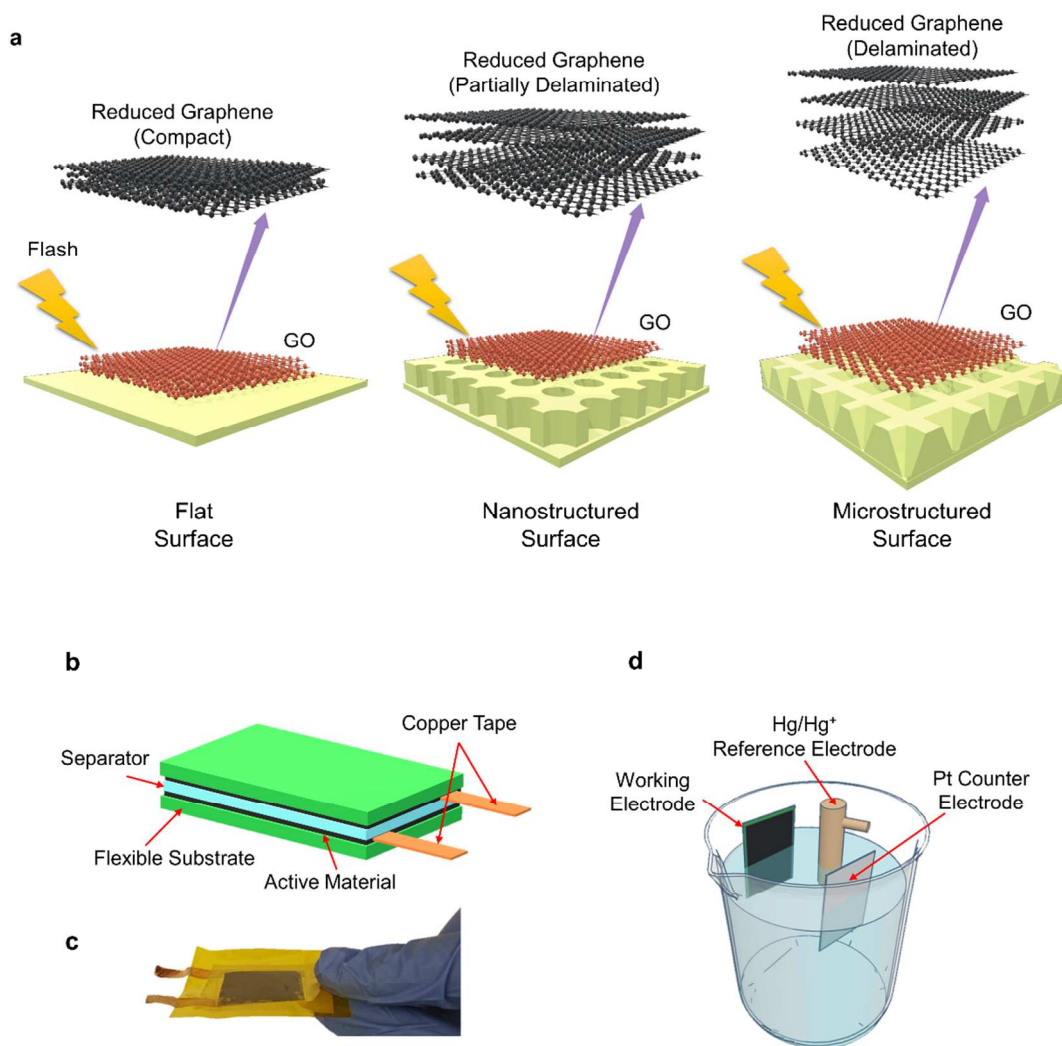 a
Reduced Graphene
(Compact)
Reduced Graphene
(Partially Delaminated)
Reduced Graphene
(Delaminated)
Flash
GO
GO
GO
Flat
Surface
Nanostructured
Surface
Microstructured
Surface
b
Separator
Copper Tape
Flexible Substrate
Active Material
c
d
Hg/Hg⁺
Reference Electrode
Working
Electrode
Pt Counter
Electrode